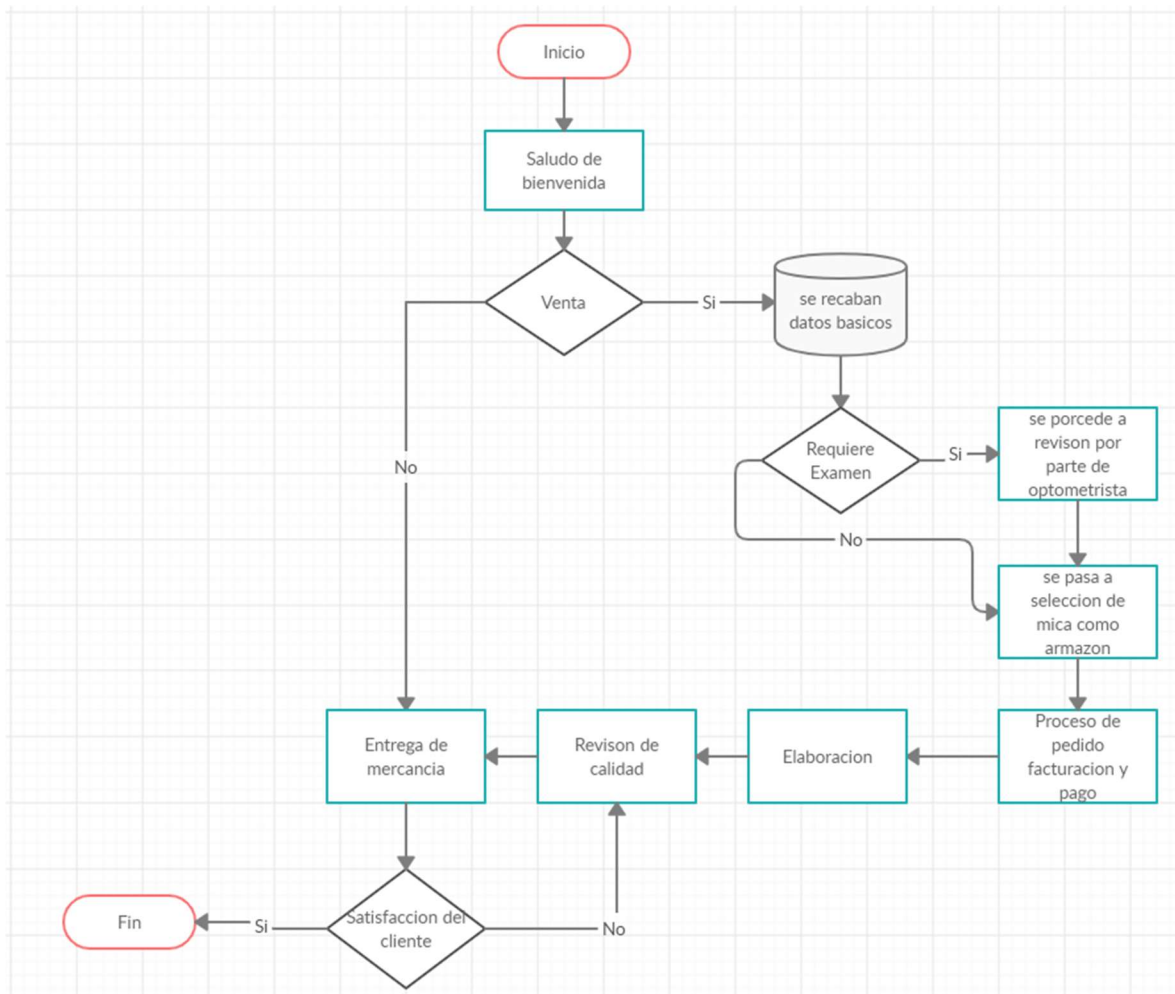 Inicio
Saludo de
bienvenida
Venta
Si
se recaban
datos basicos
No
Requiere
Examen
Si
se porcede a
revison por
parte de
optometrista
No
se pasa a
seleccion de
mica como
armazon
Entrega de
mercancia
Revison de
calidad
Elaboracion
Proceso de
pedido
facturacion y
pago
Fin
Si
Satisfaccion del
cliente
No